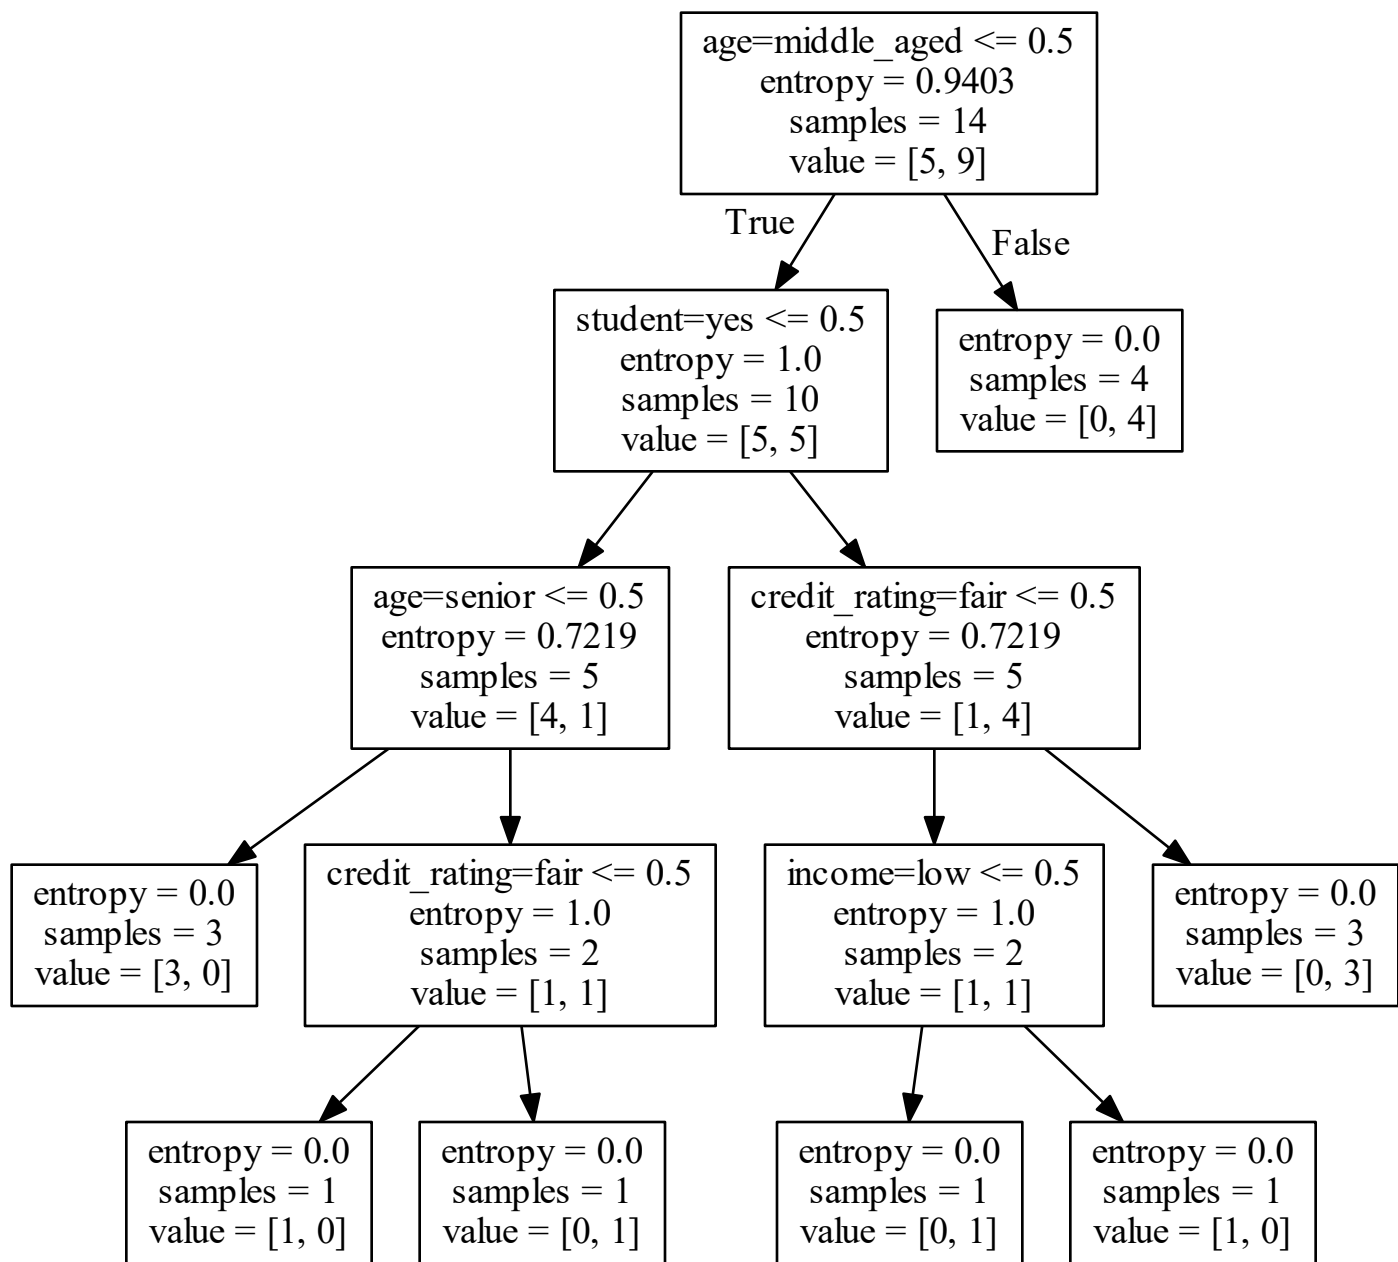 age=middle_aged <= 0.5
entropy = 0.9403
samples = 14
value = [5, 9]
True
False
student=yes <= 0.5
entropy = 1.0
samples = 10
value = [5, 5]
entropy = 0.0
samples = 4
value = [0, 4]
age=senior <= 0.5
entropy = 0.7219
samples = 5
value = [4, 1]
credit_rating=fair <= 0.5
entropy = 0.7219
samples = 5
value = [1, 4]
entropy = 0.0
samples = 3
value = [3, 0]
credit_rating=fair <= 0.5
entropy = 1.0
samples = 2
value = [1, 1]
income=low <= 0.5
entropy = 1.0
samples = 2
value = [1, 1]
entropy = 0.0
samples = 3
value = [0, 3]
entropy = 0.0
samples = 1
value = [1, 0]
entropy = 0.0
samples = 1
value = [0, 1]
entropy = 0.0
samples = 1
value = [0, 1]
entropy = 0.0
samples = 1
value = [1, 0]